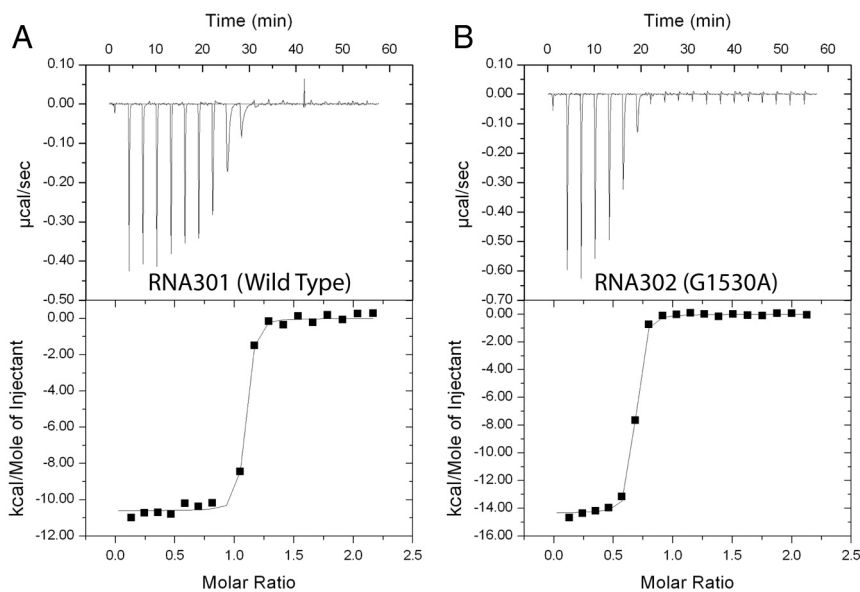 A
Time (min)
0 10 20 30 40 50 60
0.10
0.00
-0.10
-0.20
-0.30
-0.40
-0.50
µcal/sec
RNA301 (Wild Type)
0.00
-2.00
-4.00
-6.00
-8.00
-10.00
-12.00
kcal/Mole of Injectant
0.0 0.5 1.0 1.5 2.0 2.5
Molar Ratio
B
Time (min)
0 10 20 30 40 50 60
0.10
0.00
-0.10
-0.20
-0.30
-0.40
-0.50
-0.60
-0.70
µcal/sec
RNA302 (G1530A)
0.00
-2.00
-4.00
-6.00
-8.00
-10.00
-12.00
-14.00
-16.00
kcal/Mole of Injectant
0.0 0.5 1.0 1.5 2.0 2.5
Molar Ratio